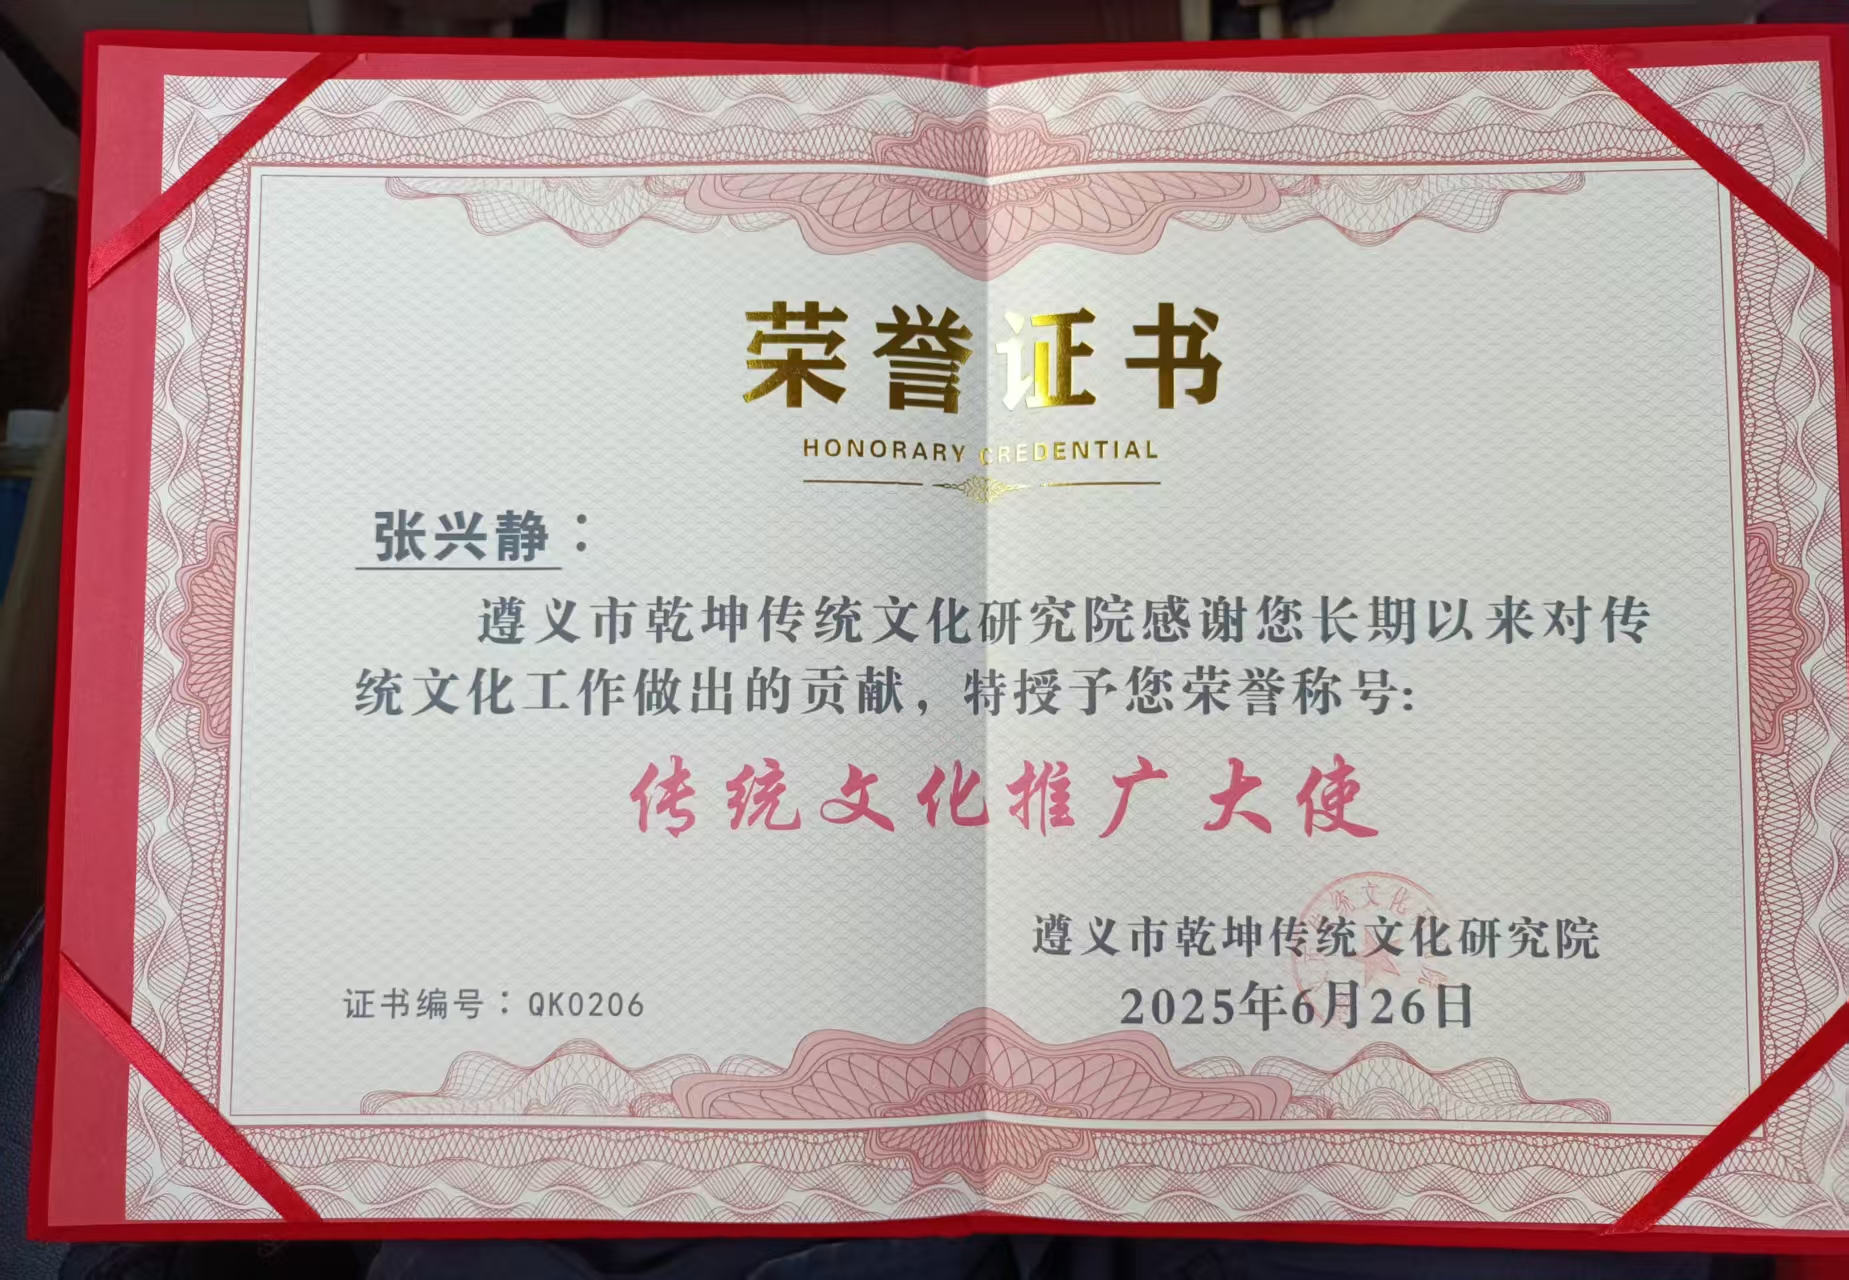 荣誉证书
HONORARY CREDENTIAL
张兴静：
遵义市乾坤传统文化研究院感谢您长期以来对传
统文化工作做出的贡献，特授予您荣誉称号:
传统文化推广大使
遵义市乾坤传统文化研究院
2025年6月26日
证书编号：QK0206